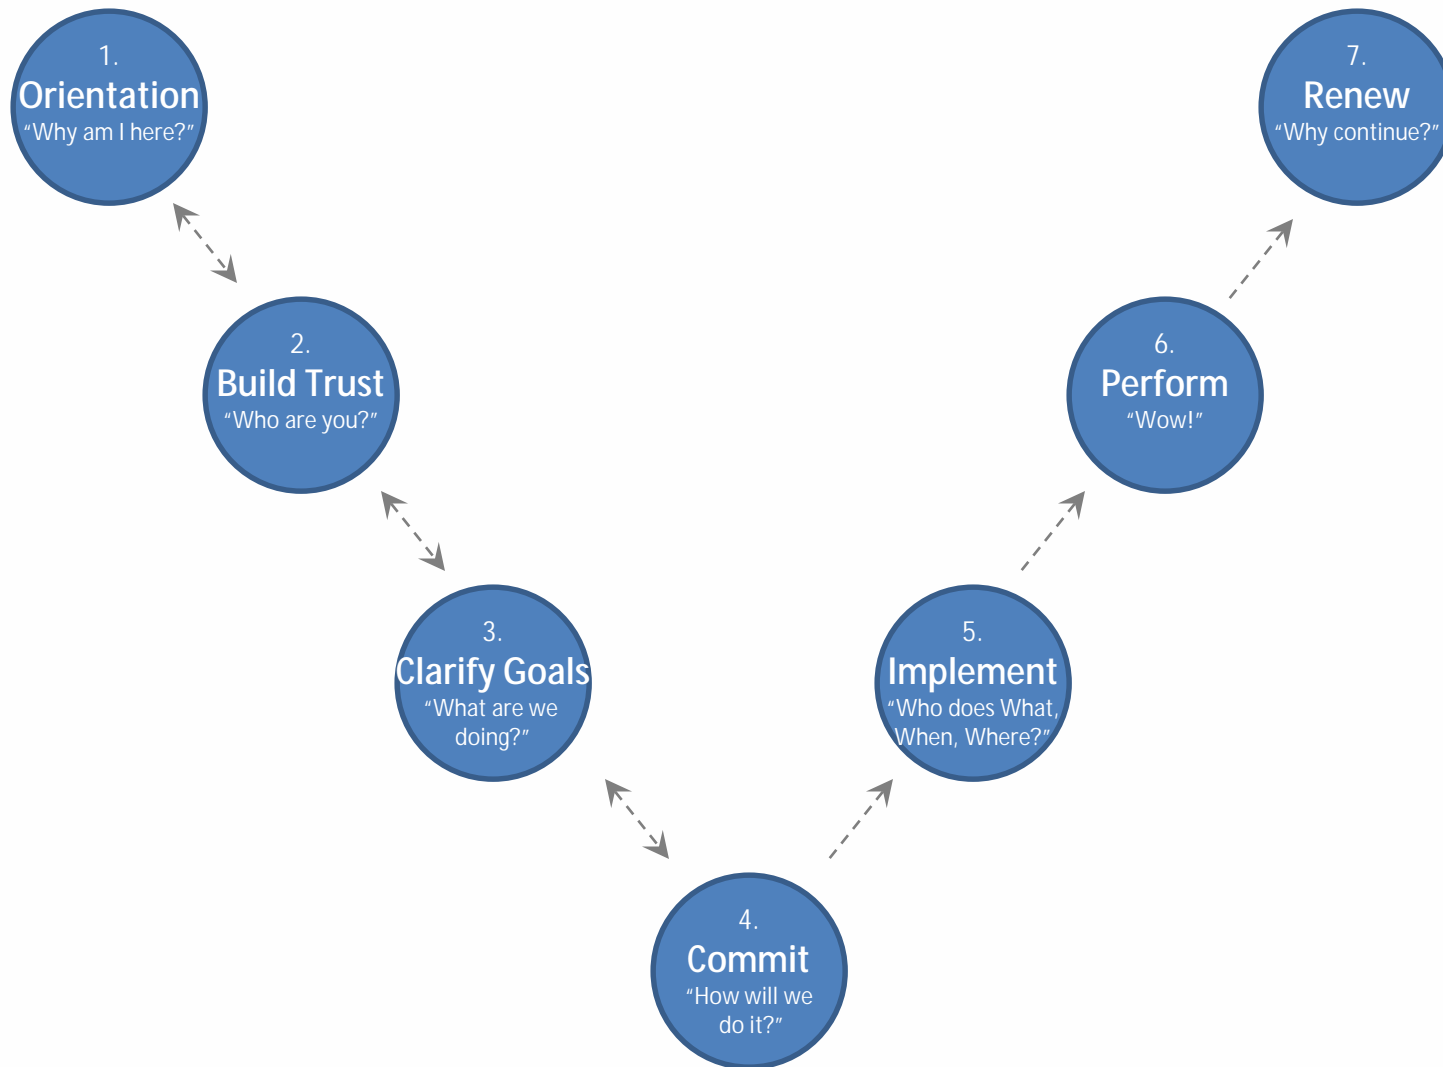 1.
Orientation
“Why am I here?”
2.
Build Trust
“Who are you?”
3.
Clarify Goals
“What are we
doing?”
4.
Commit
“How will we
do it?”
5.
Implement
“Who does What,
When, Where?”
6.
Perform
“Wow!”
7.
Renew
“Why continue?”